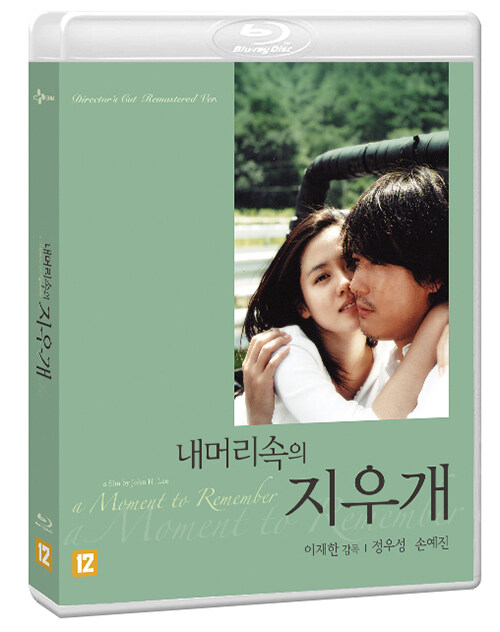 Blu-ray Disc
Director's Cut Remastered Ver.
내 머리 속의
지우개
내 머리 속의
지우개
a film by John H. Lee
a Moment to Remember
a Moment to Remember
이재한 감독 | 정우성 손예진
12
12